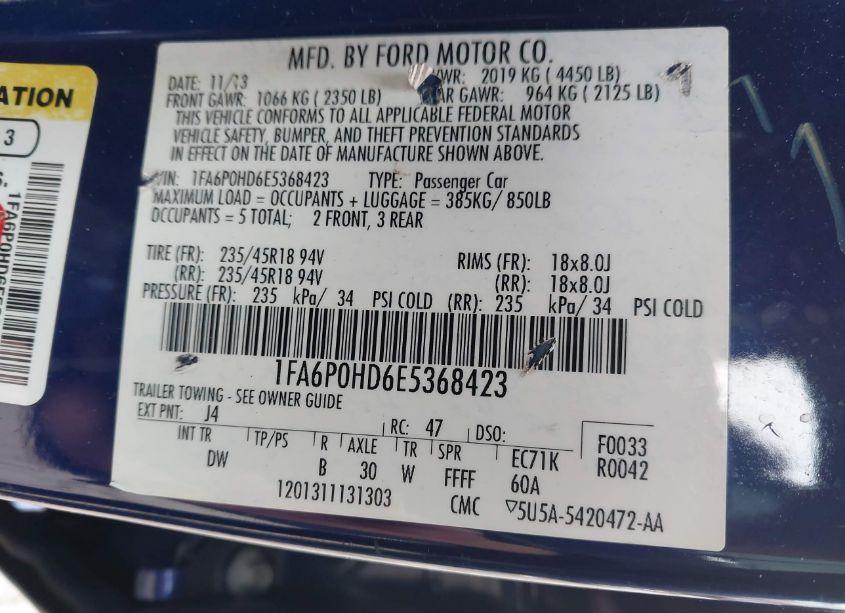 ATION
3
S.
MFD. BY FORD MOTOR CO.
DATE: 11/13 WR: 2019 KG ( 4450 LB)
FRONT GAWR: 1066 KG ( 2350 LB) AR GAWR: 964 KG ( 2125 LB)
THIS VEHICLE CONFORMS TO ALL APPLICABLE FEDERAL MOTOR
VEHICLE SAFETY, BUMPER, AND THEFT PREVENTION STANDARDS
IN EFFECT ON THE DATE OF MANUFACTURE SHOWN ABOVE.
VIN: 1FA6P0HD6E5368423 TYPE: Passenger Car
MAXIMUM LOAD = OCCUPANTS + LUGGAGE = 385KG/ 850LB
OCCUPANTS = 5 TOTAL; 2 FRONT, 3 REAR
TIRE (FR): 235/45R18 94V RIMS (FR): 18x8.0J
(RR): 235/45R18 94V (RR): 18x8.0J
PRESSURE (FR): 235 kPa/ 34 PSI COLD (RR): 235 kPa/ 34 PSI COLD
1FA6P0HD6E5368423
TRAILER TOWING - SEE OWNER GUIDE
EXT PNT: J4 RC: 47 DSO: F0033
INT TR TP/PS R AXLE TR SPR EC71K R0042
DW B 30 W FFFF 60A
1201311131303 CMC ▽5U5A-5420472-AA